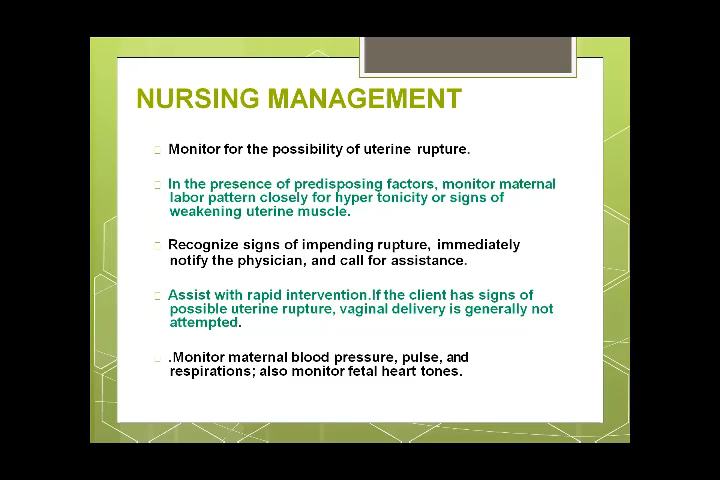 NURSING MANAGEMENT
Monitor for the possibility of uterine rupture.
In the presence of predisposing factors, monitor maternal
labor pattern closely for hyper tonicity or signs of
weakening uterine muscle.
Recognize signs of impending rupture, immediately
notify the physician, and call for assistance.
Assist with rapid intervention.If the client has signs of
possible uterine rupture, vaginal delivery is generally not
attempted.
.Monitor maternal blood pressure, pulse, and
respirations; also monitor fetal heart tones.